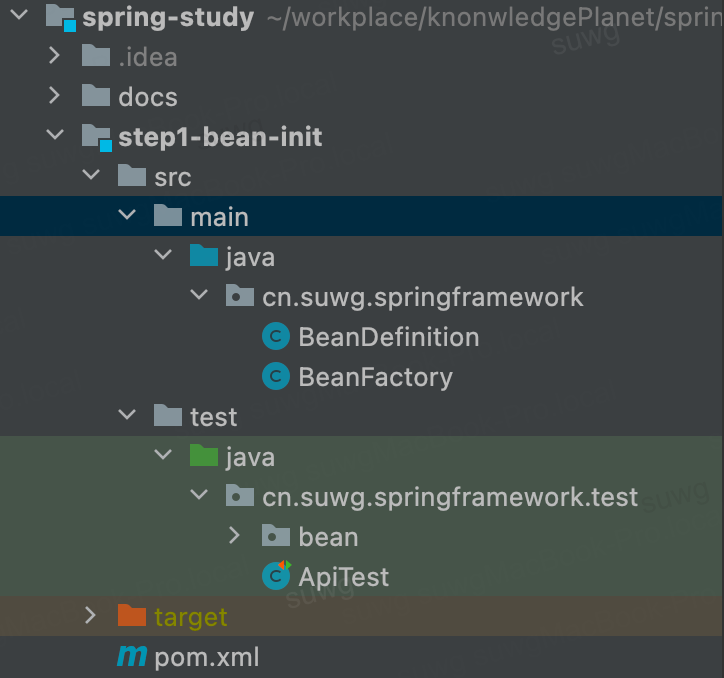 spring-study ~/workplace/knonwledgePlanet/sprin
suwg
.idea
docs
step1-bean-init
src
main
java
cn.suwg.springframework
C BeanDefinition
C BeanFactory
test
java
cn.suwg.springframework.test
suwg
bean
C ApiTest
suwg
target
m pom.xml